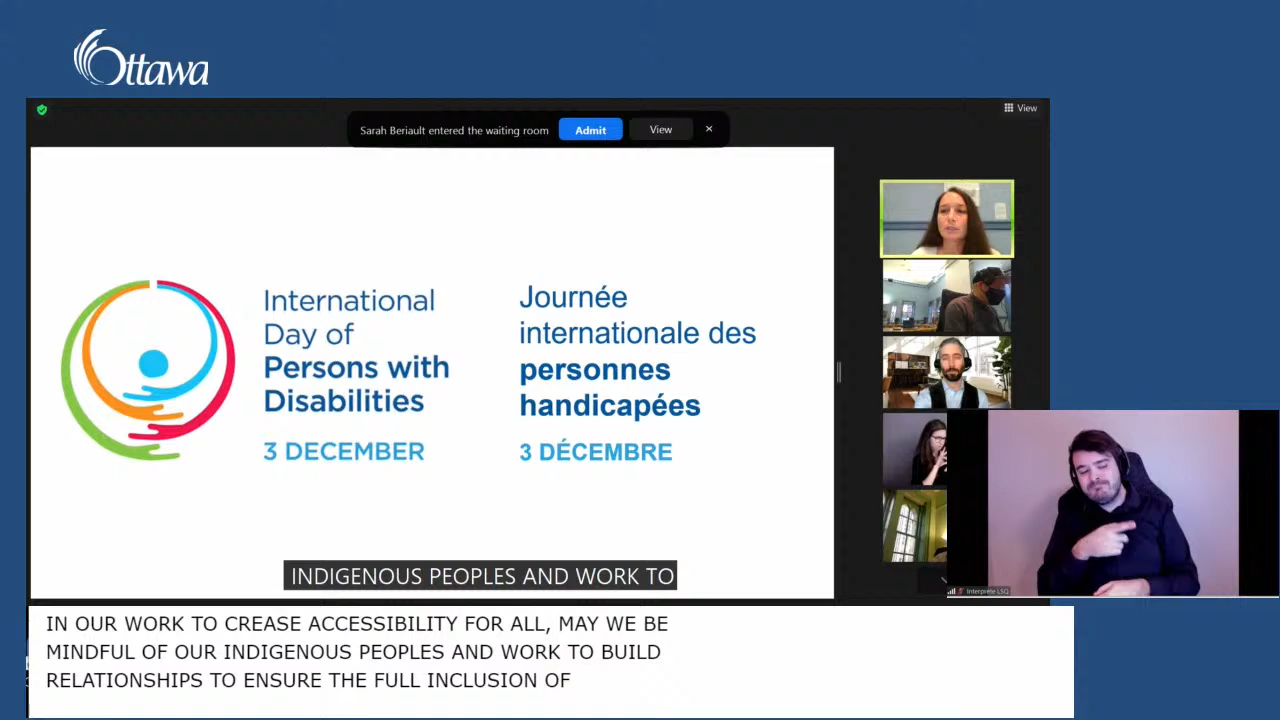 Ottawa
View
Sarah Beriault entered the waiting room
Admit
View
International
Day of
Persons with
Disabilities
3 DECEMBER
Journée
internationale des
personnes
handicapées
3 DÉCEMBRE
Interprète LSQ
INDIGENOUS PEOPLES AND WORK TO
IN OUR WORK TO CREASE ACCESSIBILITY FOR ALL, MAY WE BE
MINDFUL OF OUR INDIGENOUS PEOPLES AND WORK TO BUILD
RELATIONSHIPS TO ENSURE THE FULL INCLUSION OF